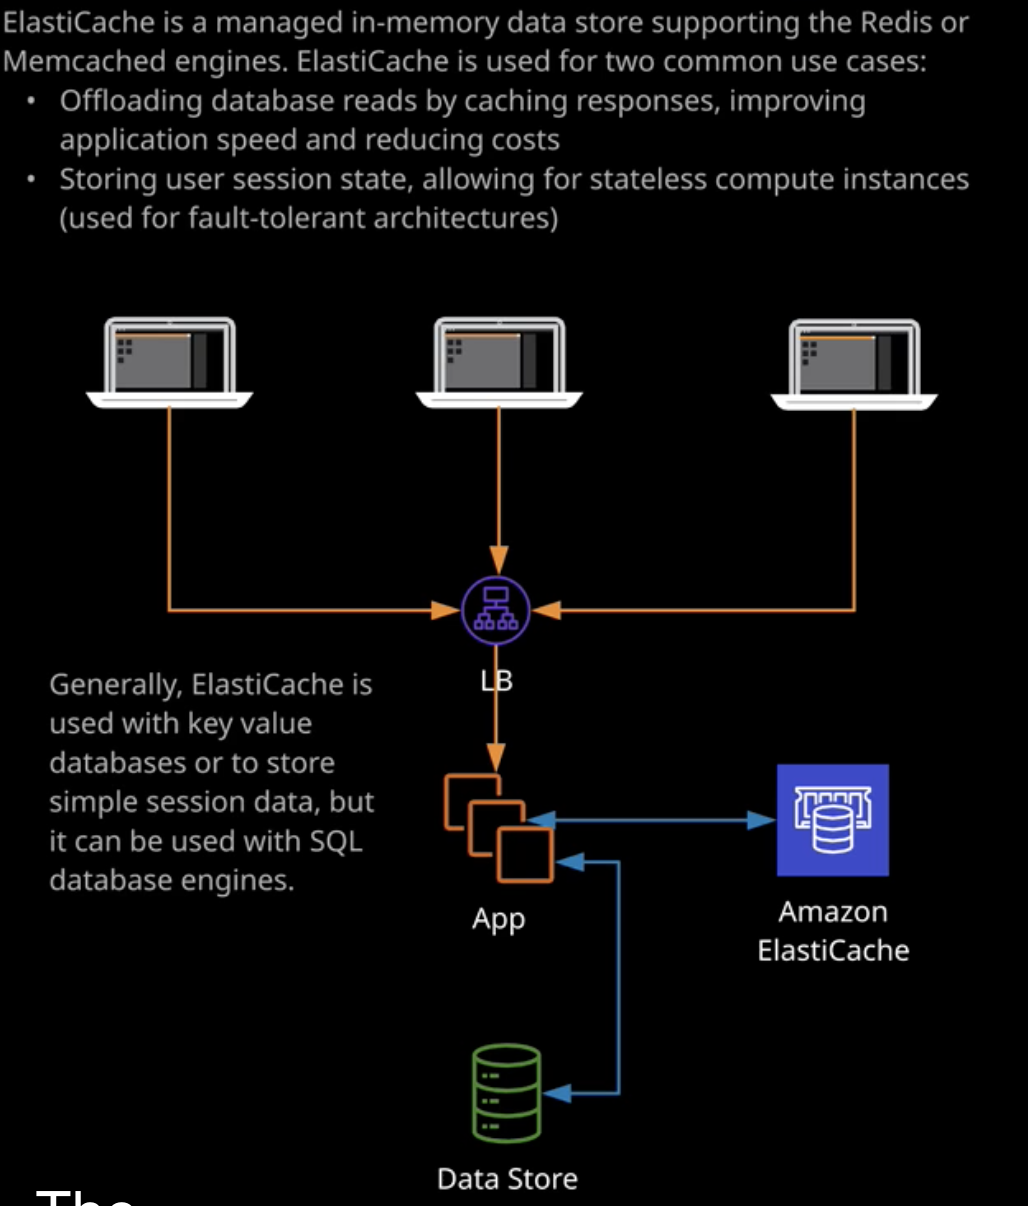 ElastiCache is a managed in-memory data store supporting the Redis or
Memcached engines. ElastiCache is used for two common use cases:
• Offloading database reads by caching responses, improving
application speed and reducing costs
• Storing user session state, allowing for stateless compute instances
(used for fault-tolerant architectures)
LB
Generally, ElastiCache is
used with key value
databases or to store
simple session data, but
it can be used with SQL
database engines.
App
Amazon
ElastiCache
Data Store